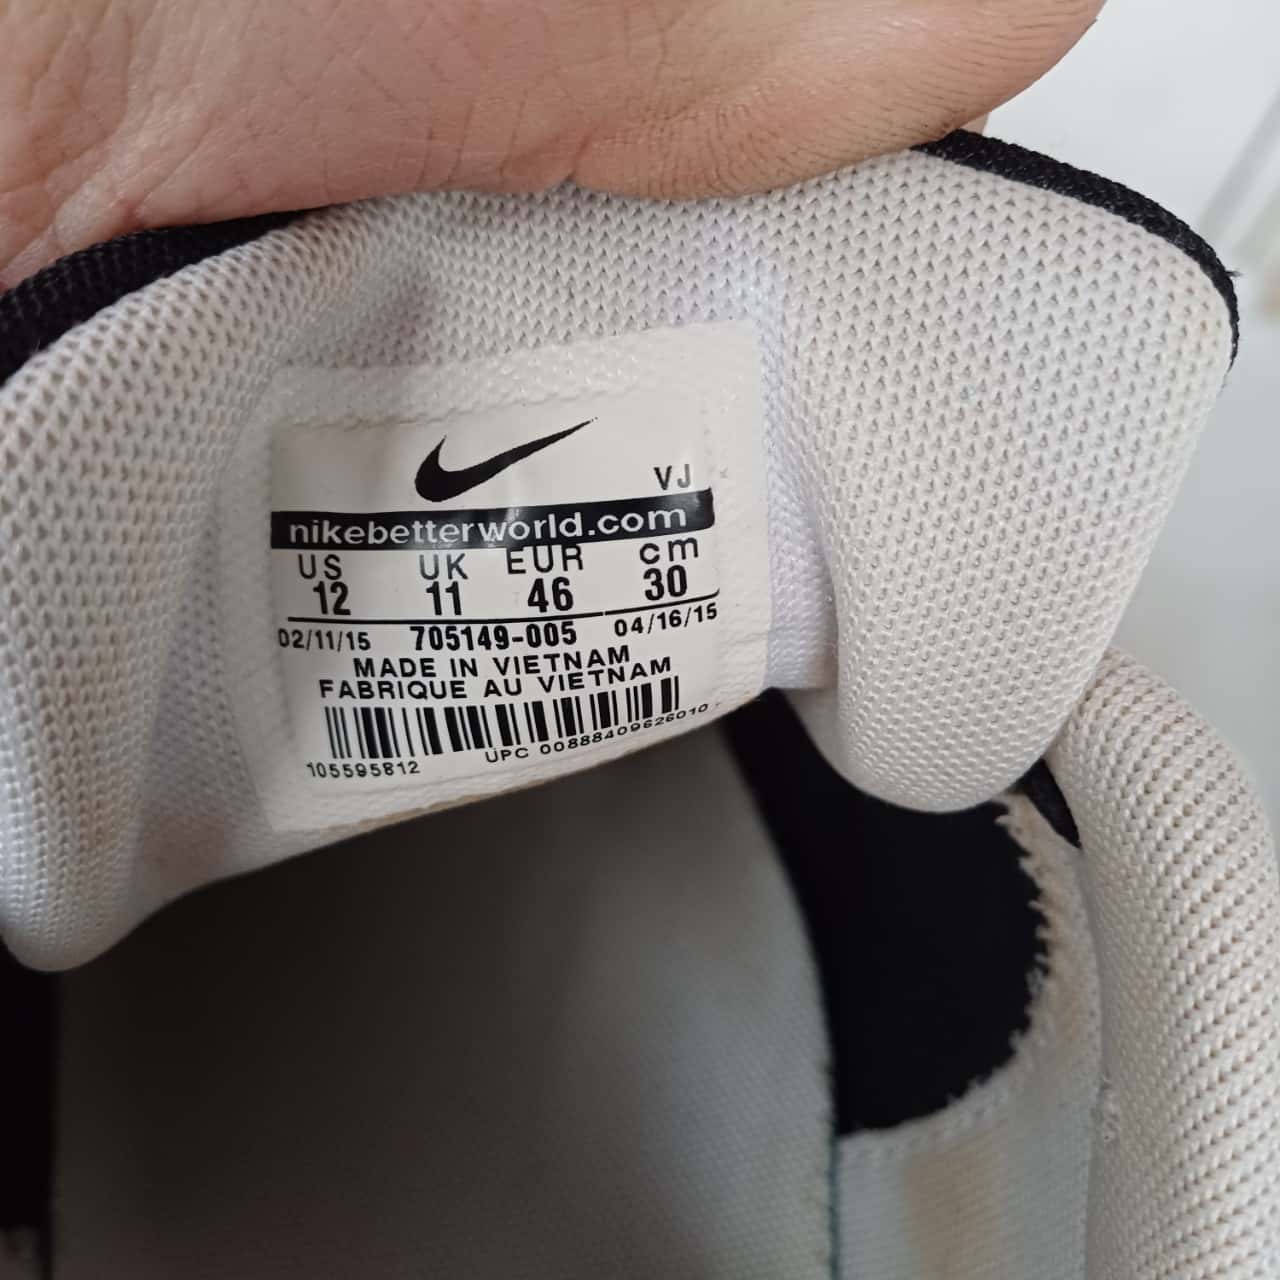 VJ
nikebetterworld.com
US UK EUR cm
12 11 46 30
02/11/15 705149-005 04/16/15
MADE IN VIETNAM
FABRIQUE AU VIETNAM
105595812 UPC 00888409626010